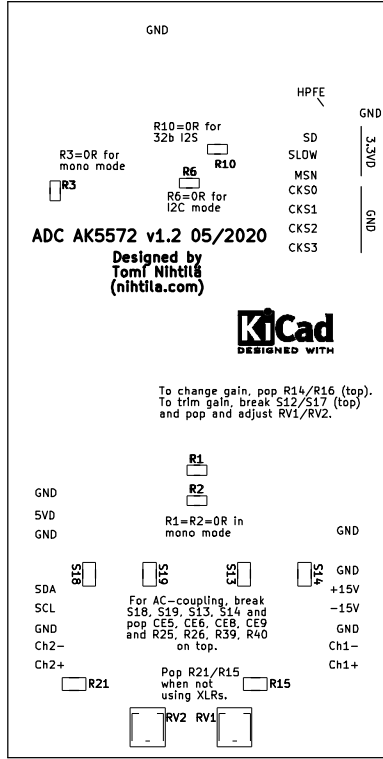 GND
HPFE
GND
R10=0R for
32b I2S
R10
SD
SLOW
3.3VD
R3=0R for
mono mode
R3
R6
R6=0R for
I2C mode
MSN
CKS0
CKS1
CKS2
CKS3
GND
ADC AK5572 v1.2 05/2020
Designed by
Tomi Nihtilä
(nihtila.com)
KiCad
DESIGNED WITH
To change gain, pop R14/R16 (top).
To trim gain, break S12/S17 (top)
and pop and adjust RV1/RV2.
R1
R2
R1=R2=0R in
mono mode
GND
5VD
GND
GND
S18
S19
S13
S14
GND
+15V
-15V
GND
Ch1-
Ch1+
SDA
SCL
GND
Ch2-
Ch2+
For AC-coupling, break
S18, S19, S13, S14 and
pop CE5, CE6, CE8, CE9
and R25, R26, R39, R40
on top.
R21
Pop R21/R15
when not
using XLRs.
R15
RV2 RV1